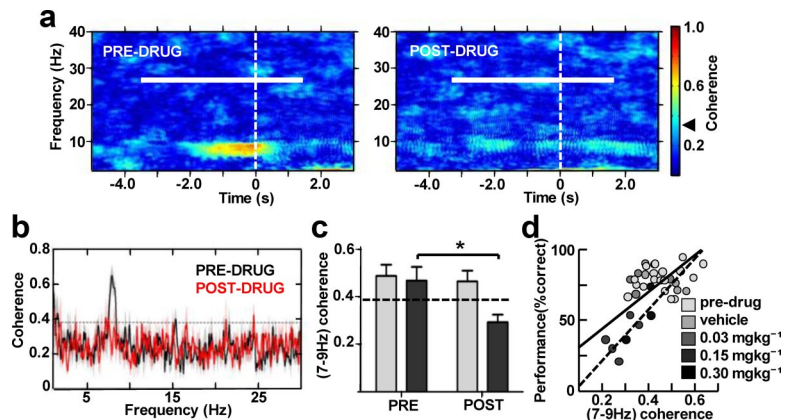 a
PRE-DRUG
POST-DRUG
Frequency (Hz)
40
30
20
10
-4.0 -2.0 0 2.0
Time (s)
40
30
20
10
-4.0 -2.0 0 2.0
Time (s)
1.0
0.6
0.2
Coherence
b
PRE-DRUG
POST-DRUG
Coherence
0.8
0.6
0.4
0.2
0
5 15 25
Frequency (Hz)
c
*
(7-9Hz) coherence
0.6
0.4
0.2
PRE POST
d
Performance(%correct)
100
75
50
25
0
0.2 0.4 0.6
(7-9Hz) coherence
pre-drug
vehicle
0.03 mgkg⁻¹
0.15 mgkg⁻¹
0.30 mgkg⁻¹